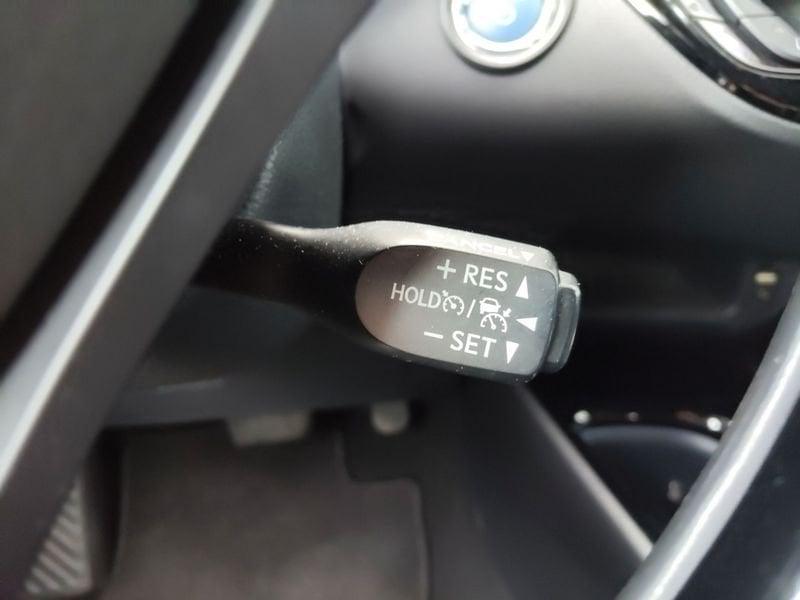 CANCEL▼
+ RES ▲
HOLD / ◀
− SET ▼